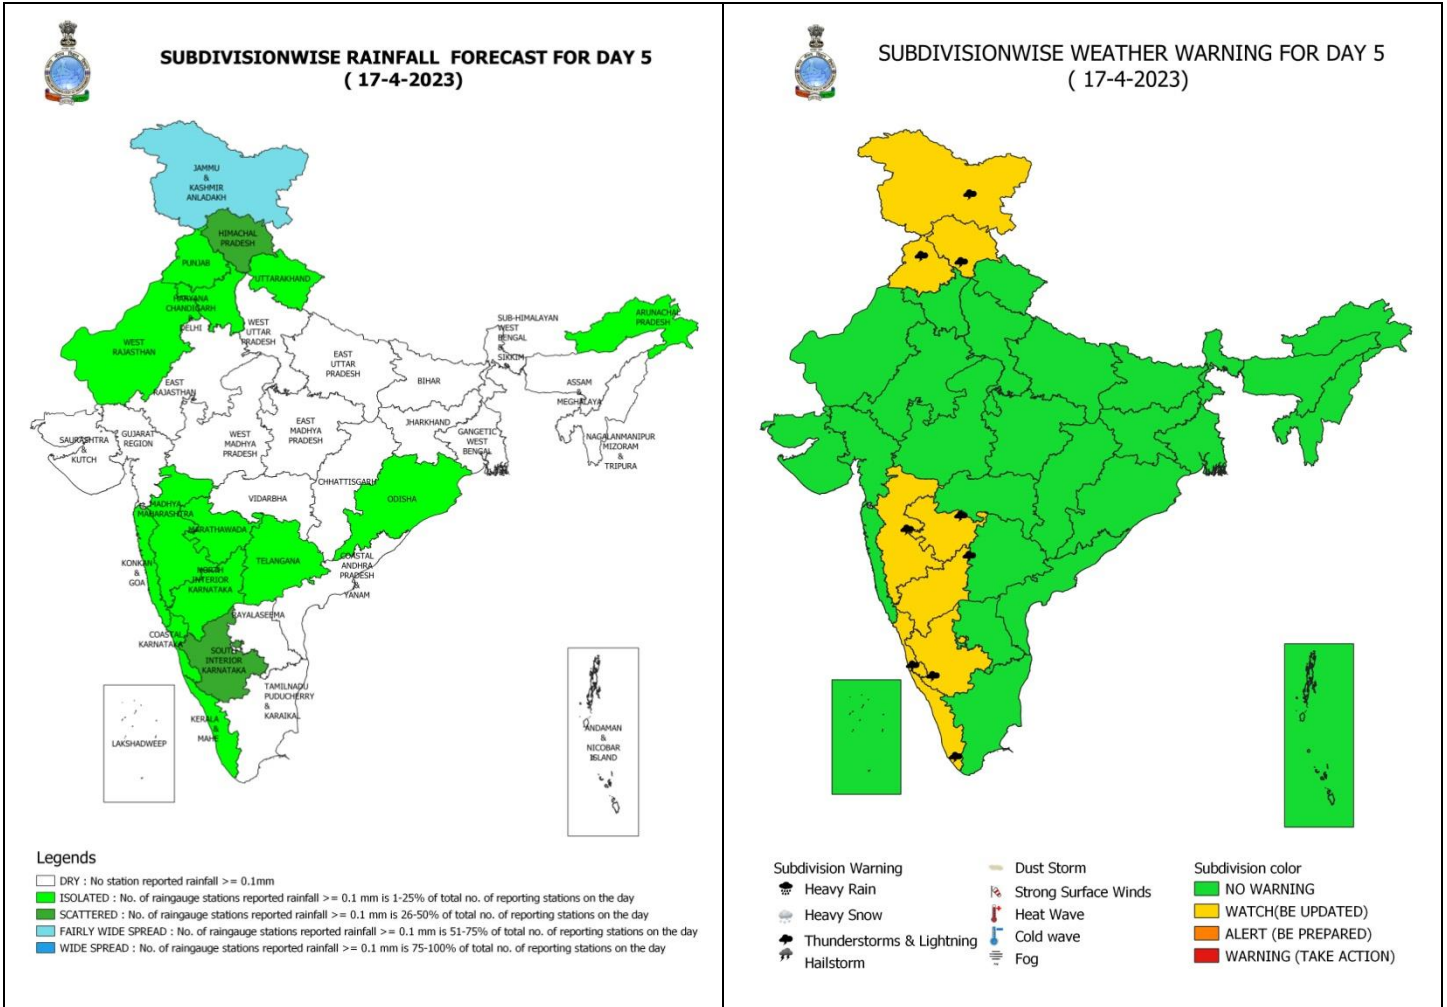 SUBDIVISIONWISE RAINFALL FORECAST FOR DAY 5
( 17-4-2023)
JAMMU
&
KASHMIR
ANLADAKH
HIMACHAL
PRADESH
PUNJAB
UTTARAKHAND
HARYANA
CHANDIGARH
&
DELHI
WEST
RAJASTHAN
WEST
UTTAR
PRADESH
EAST
UTTAR
PRADESH
EAST
RAJASTHAN
SUB-HIMALAYAN
WEST
BENGAL
&
SIKKIM
ARUNACHAL
PRADESH
BIHAR
ASSAM
&
MEGHALAYA
NAGALANMANIPUR
MIZORAM
&
TRIPURA
SAURASHTRA
&
KUTCH
GUJARAT
REGION
WEST
MADHYA
PRADESH
EAST
MADHYA
PRADESH
JHARKHAND
GANGETIC
WEST
BENGAL
CHHATTISGARH
ODISHA
VIDARBHA
MADHYA
MAHARASHTRA
MARATHAWADA
TELANGANA
KONKAN
&
GOA
NORTH
INTERIOR
KARNATAKA
COASTAL
ANDHRA
PRADESH
&
YANAM
RAYALASEEMA
COASTAL
KARNATAKA
SOUTH
INTERIOR
KARNATAKA
TAMILNADU
PUDUCHERRY
&
KARAIKAL
KERALA
&
MAHE
LAKSHADWEEP
ANDAMAN
&
NICOBAR
ISLAND
Legends
DRY : No station reported rainfall >= 0.1mm
ISOLATED : No. of raingauge stations reported rainfall >= 0.1 mm is 1-25% of total no. of reporting stations on the day
SCATTERED : No. of raingauge stations reported rainfall >= 0.1 mm is 26-50% of total no. of reporting stations on the day
FAIRLY WIDE SPREAD : No. of raingauge stations reported rainfall >= 0.1 mm is 51-75% of total no. of reporting stations on the day
WIDE SPREAD : No. of raingauge stations reported rainfall >= 0.1 mm is 75-100% of total no. of reporting stations on the day
SUBDIVISIONWISE WEATHER WARNING FOR DAY 5
( 17-4-2023)
Subdivision Warning
Heavy Rain
Heavy Snow
Thunderstorms & Lightning
Hailstorm
Dust Storm
Strong Surface Winds
Heat Wave
Cold wave
Fog
Subdivision color
NO WARNING
WATCH(BE UPDATED)
ALERT (BE PREPARED)
WARNING (TAKE ACTION)